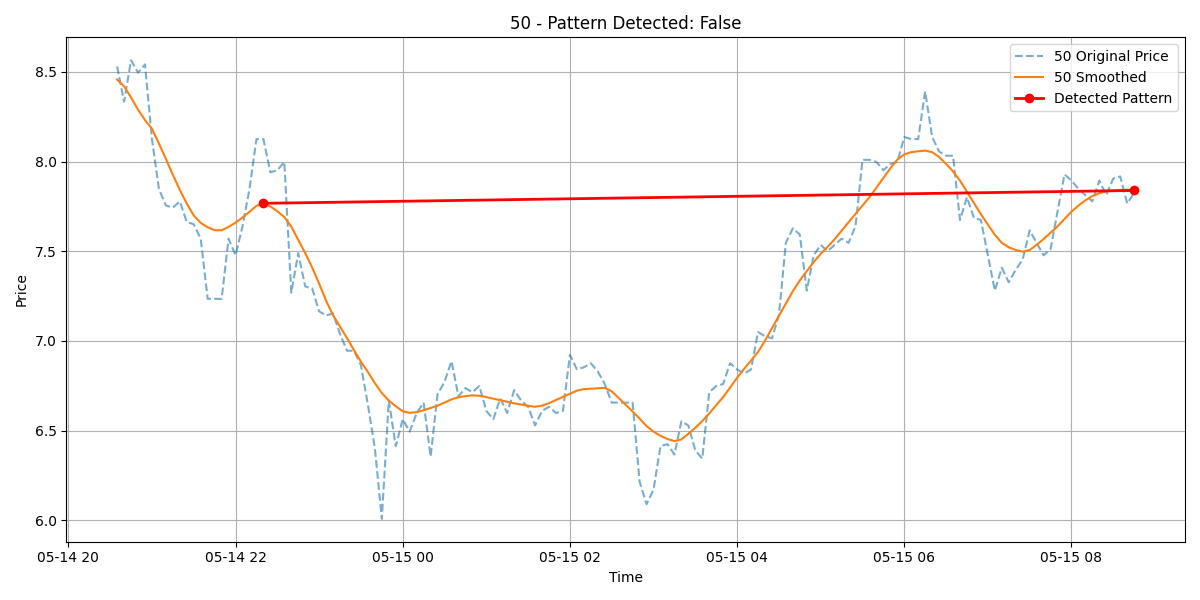 50 - Pattern Detected: False
50 Original Price
50 Smoothed
Detected Pattern
Price
8.5
8.0
7.5
7.0
6.5
6.0
05-14 20 05-14 22 05-15 00 05-15 02 05-15 04 05-15 06 05-15 08
Time